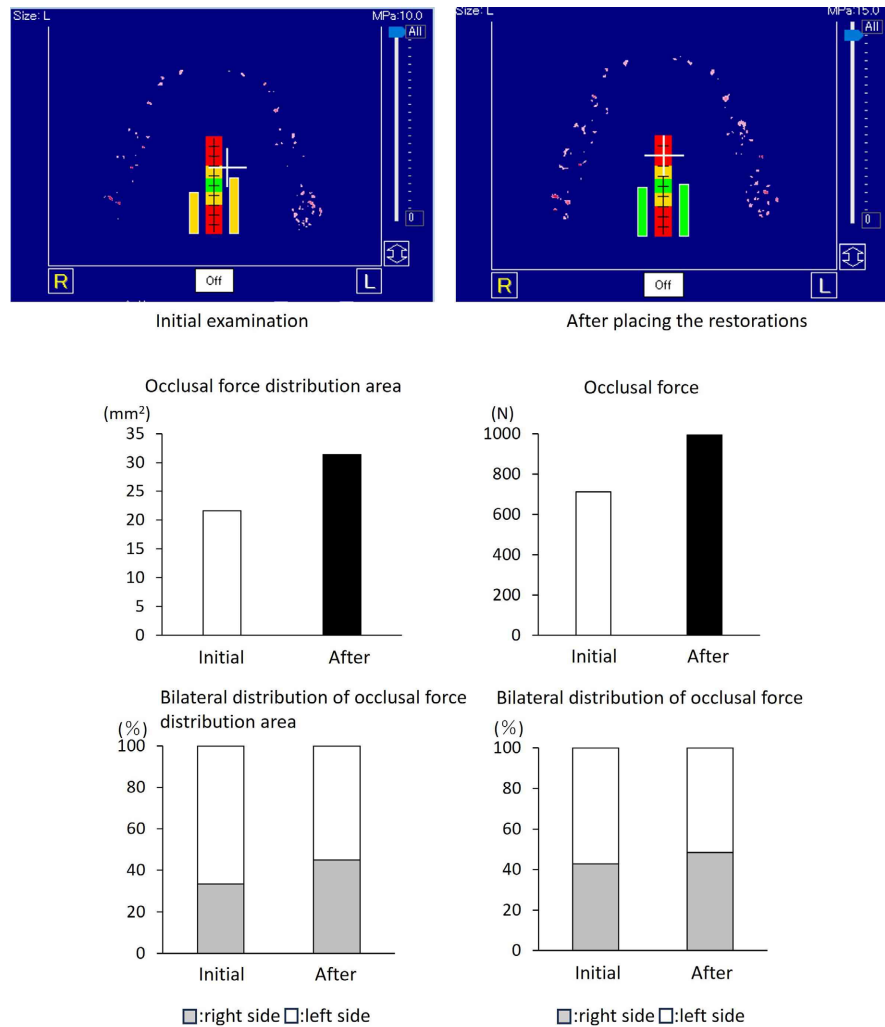 Size: L
MPa:10.0
All
0
R
Off
L
Initial examination
Size: L
MPa:15.0
All
0
R
Off
L
After placing the restorations
Occlusal force distribution area
(mm²)
35
30
25
20
15
10
5
0
Initial After
Occlusal force
(N)
1000
800
600
400
200
0
Initial After
Bilateral distribution of occlusal force
distribution area
(%)
100
80
60
40
20
0
Initial After
:right side :left side
Bilateral distribution of occlusal force
(%)
100
80
60
40
20
0
Initial After
:right side :left side